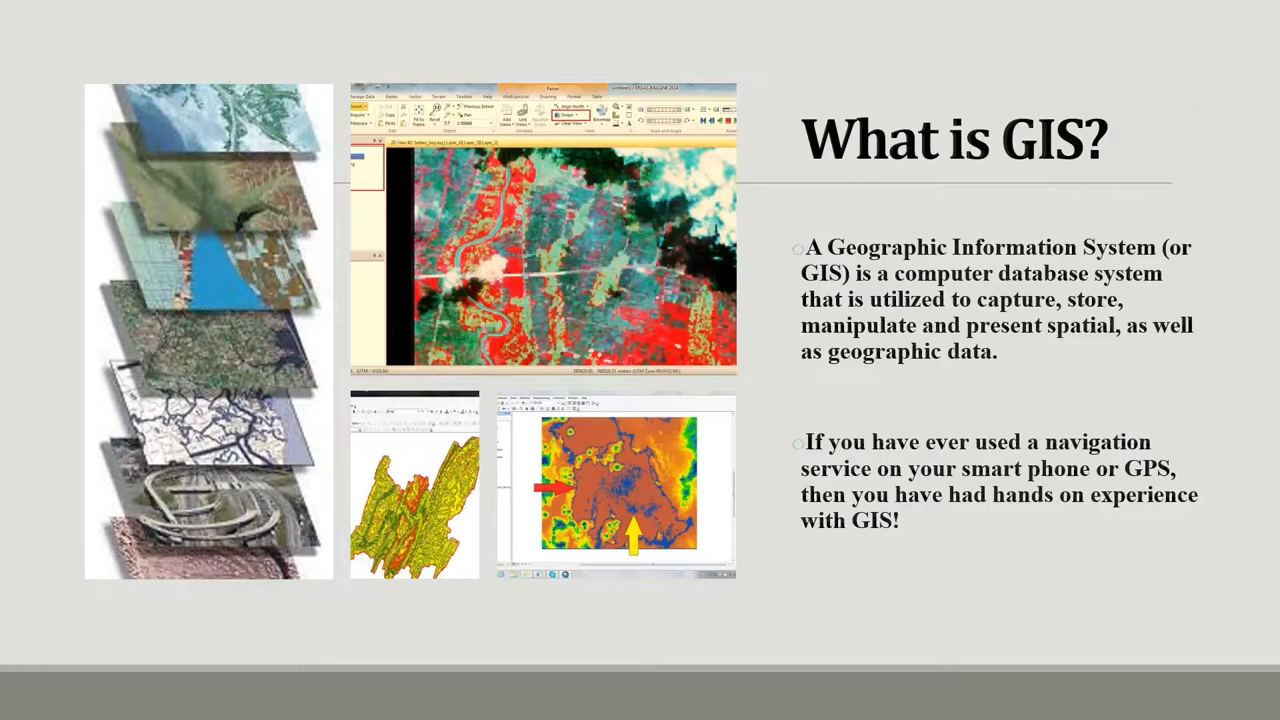 What is GIS?
A Geographic Information System (or
GIS) is a computer database system
that is utilized to capture, store,
manipulate and present spatial, as well
as geographic data.
If you have ever used a navigation
service on your smart phone or GPS,
then you have had hands on experience
with GIS!